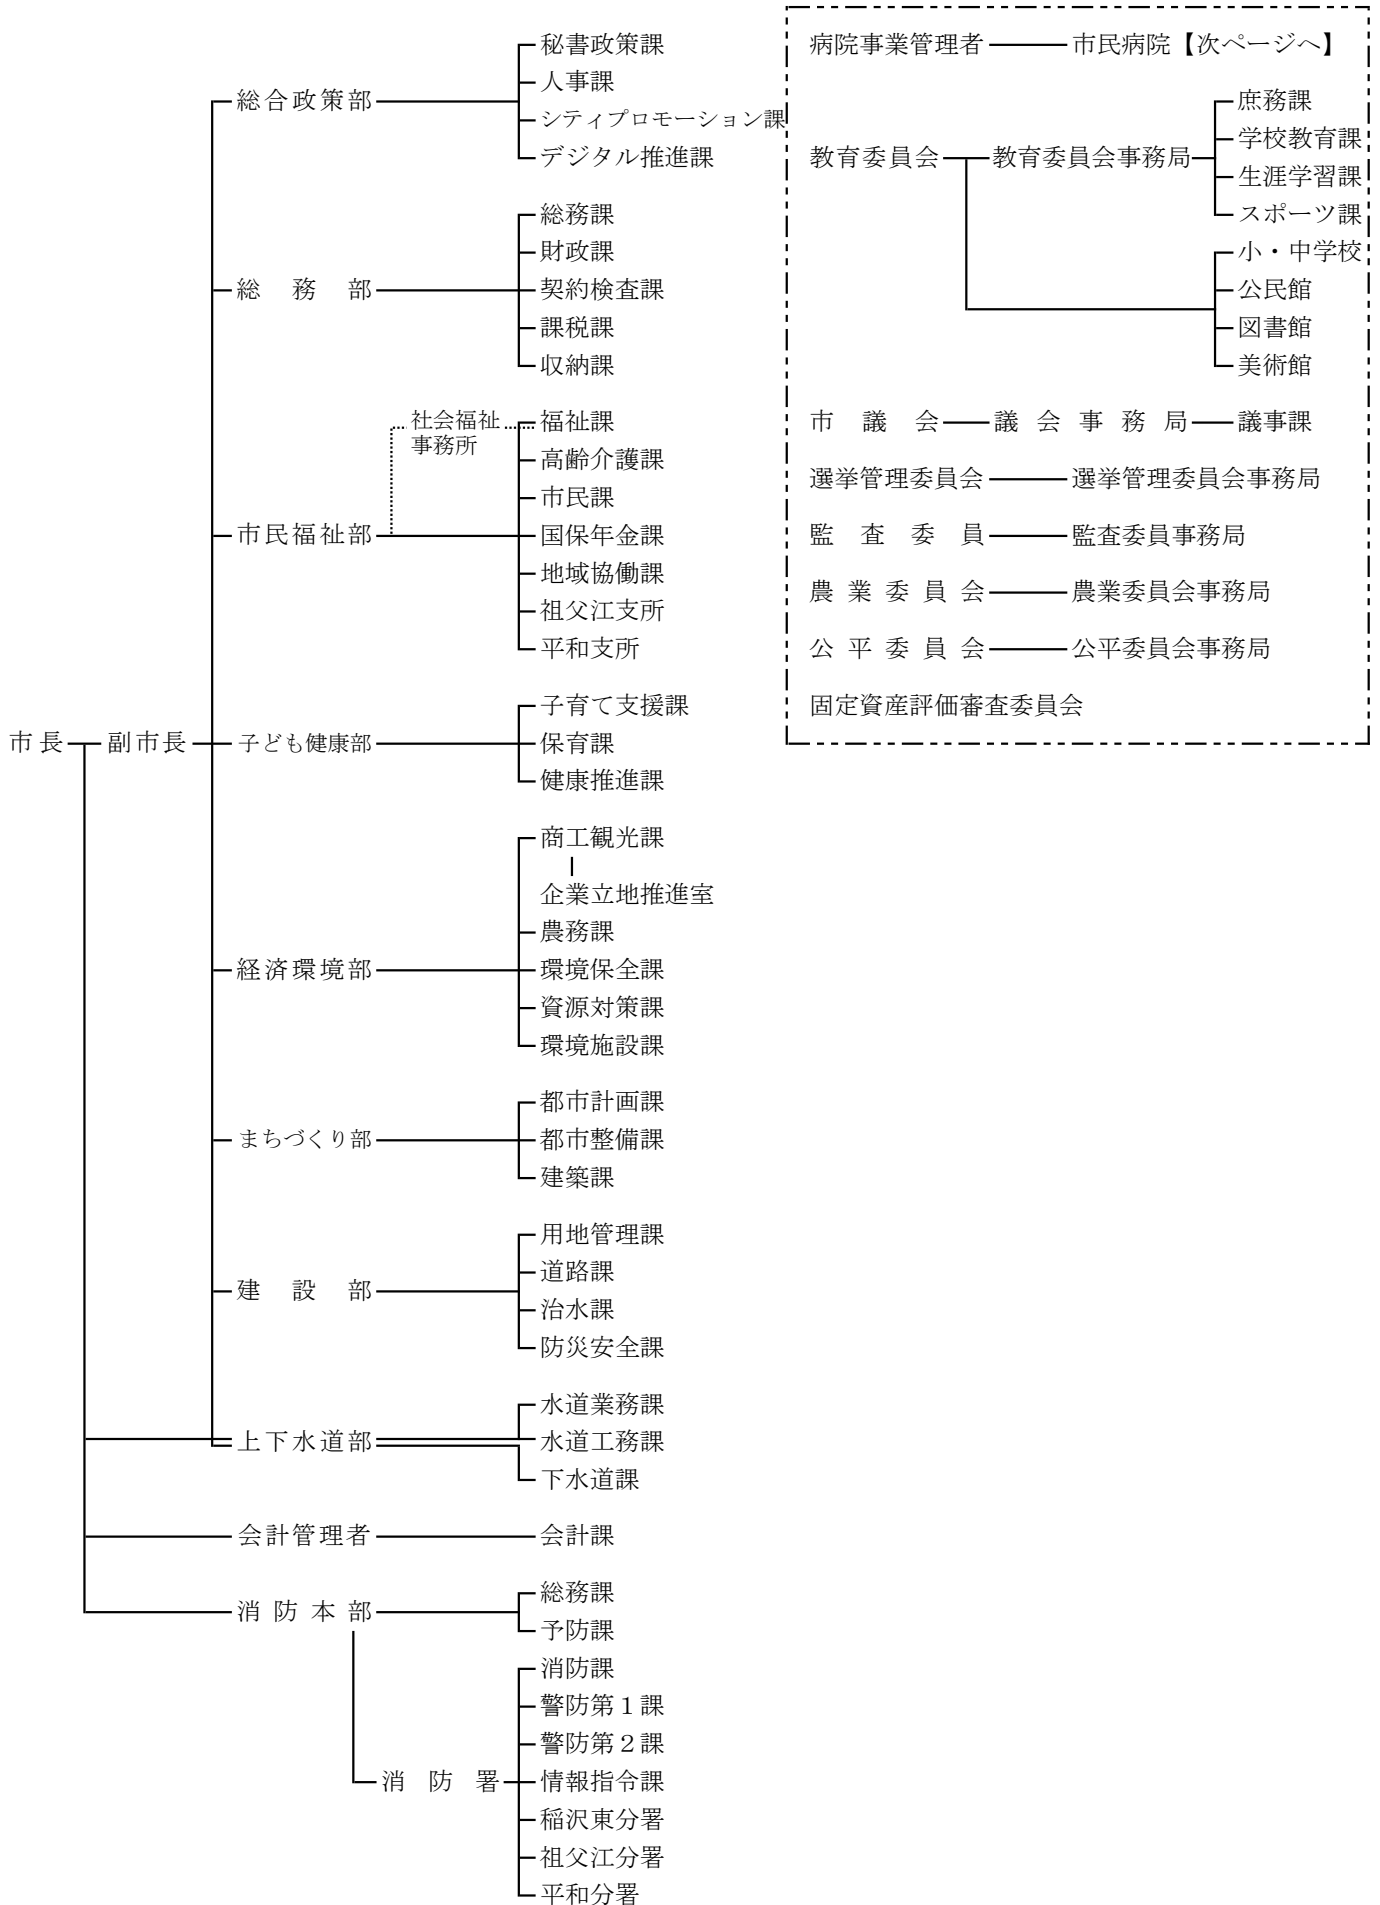 市長
副市長
総合政策部
秘書政策課
人事課
シティプロモーション課
デジタル推進課
総務部
総務課
財政課
契約検査課
課税課
収納課
市民福祉部
社会福祉
事務所
福祉課
高齢介護課
市民課
国保年金課
地域協働課
祖父江支所
平和支所
子ども健康部
子育て支援課
保育課
健康推進課
経済環境部
商工観光課
企業立地推進室
農務課
環境保全課
資源対策課
環境施設課
まちづくり部
都市計画課
都市整備課
建築課
建設部
用地管理課
道路課
治水課
防災安全課
上下水道部
水道業務課
水道工務課
下水道課
会計管理者
会計課
消防本部
総務課
予防課
消防署
消防課
警防第1課
警防第2課
情報指令課
稲沢東分署
祖父江分署
平和分署
病院事業管理者
市民病院【次ページへ】
教育委員会
教育委員会事務局
庶務課
学校教育課
生涯学習課
スポーツ課
小・中学校
公民館
図書館
美術館
市議会
議会事務局
議事課
選挙管理委員会
選挙管理委員会事務局
監査委員
監査委員事務局
農業委員会
農業委員会事務局
公平委員会
公平委員会事務局
固定資産評価審査委員会